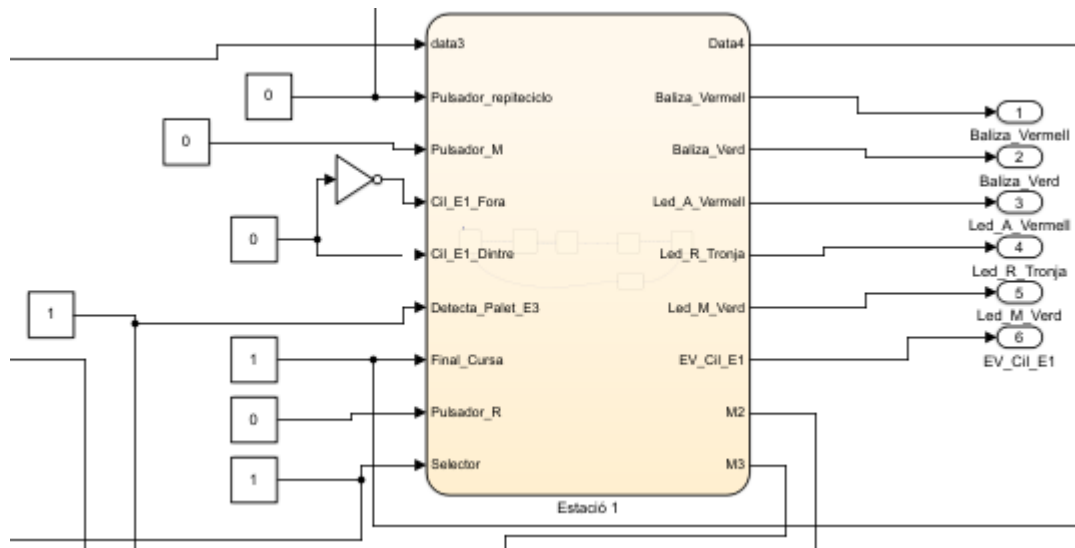 data3
Data4
0
Pulsador_repiteciclo
Baliza_Vermell
1
Baliza_Vermell
0
Pulsador_M
Baliza_Verd
2
Baliza_Verd
Cil_E1_Fora
Led_A_Vermell
3
Led_A_Vermell
0
Cil_E1_Dintre
Led_R_Tronja
4
Led_R_Tronja
1
Detecta_Palet_E3
Led_M_Verd
5
Led_M_Verd
1
Final_Cursa
EV_Cil_E1
6
EV_Cil_E1
0
Pulsador_R
M2
1
Selector
M3
Estació 1